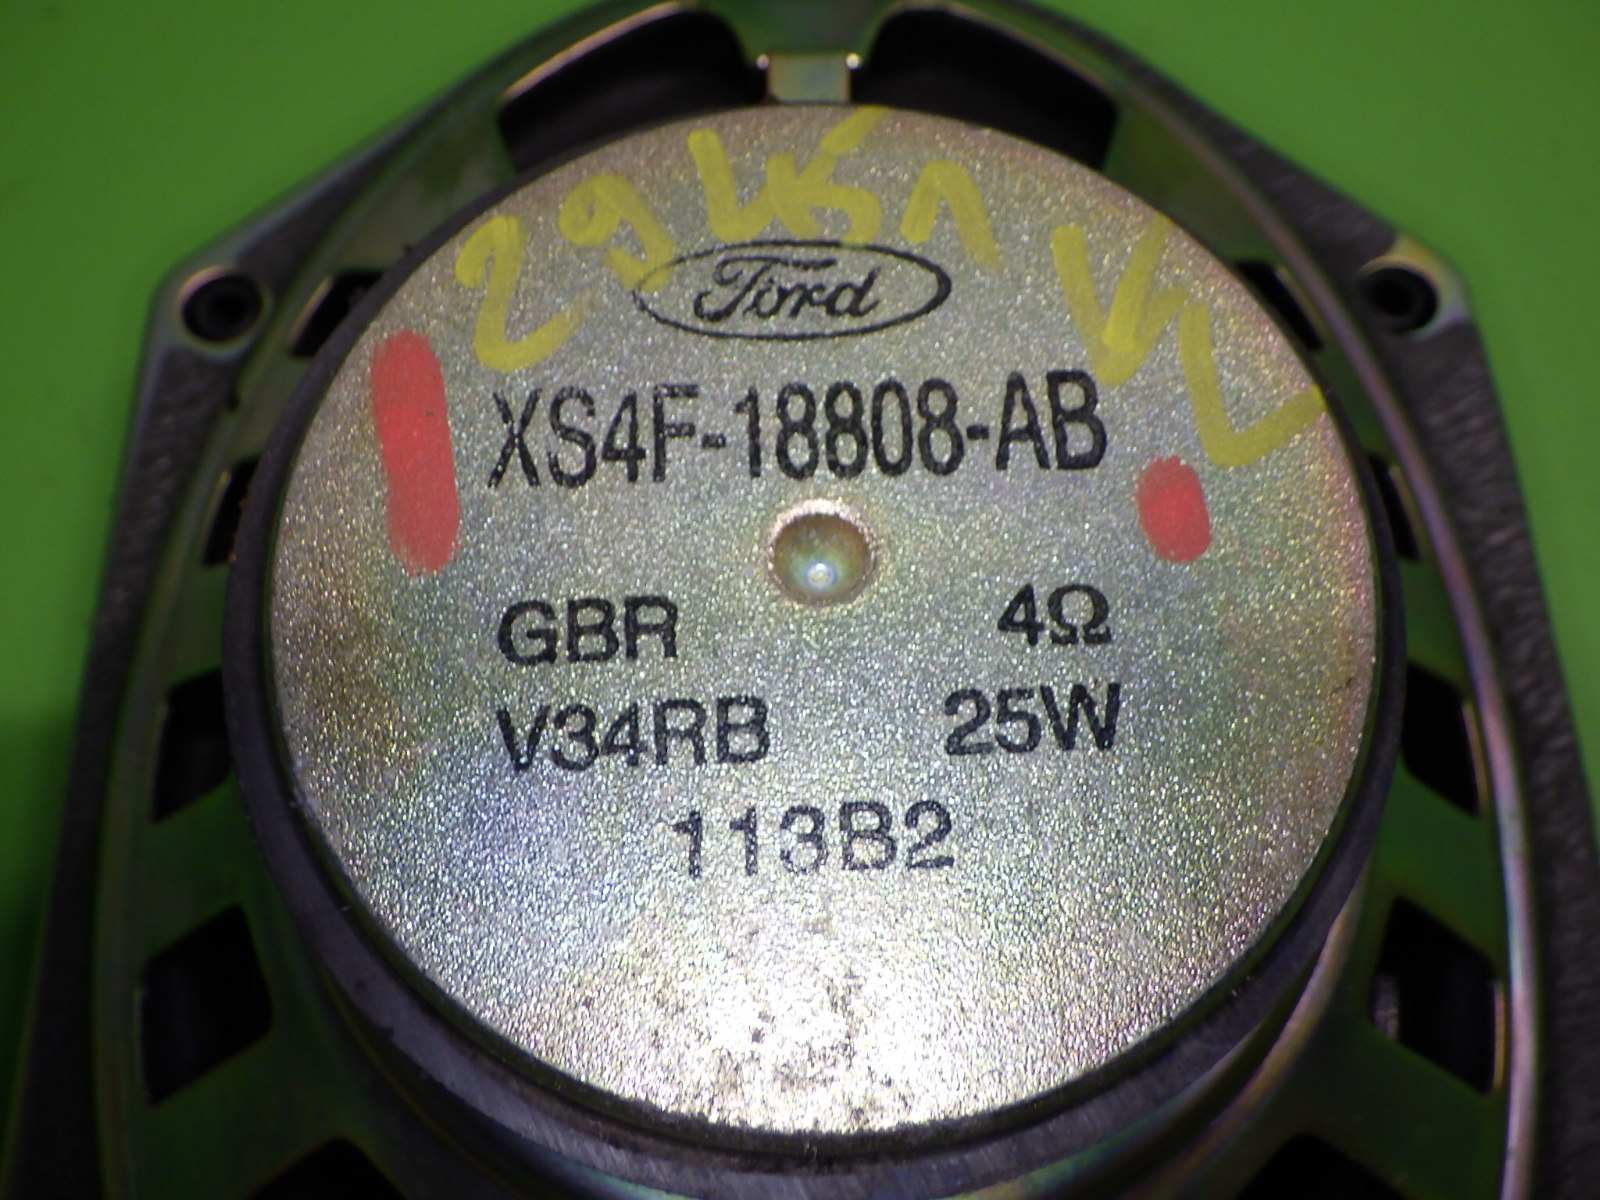 Ford
XS4F-18808-AB
GBR 4Ω
V34RB 25W
113B2